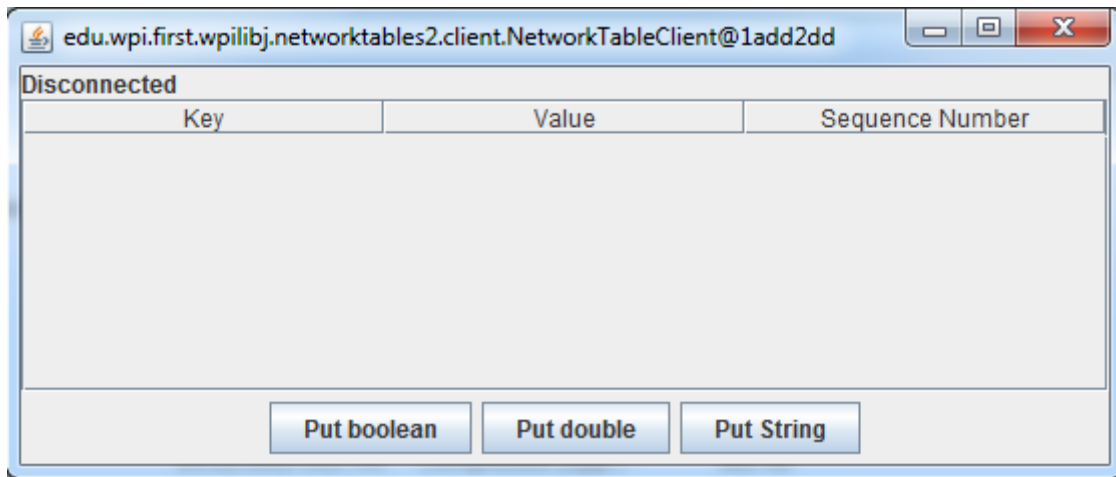 edu.wpi.first.wpilibj.networktables2.client.NetworkTableClient@1add2dd
Disconnected
Key Value Sequence Number
Put boolean Put double Put String